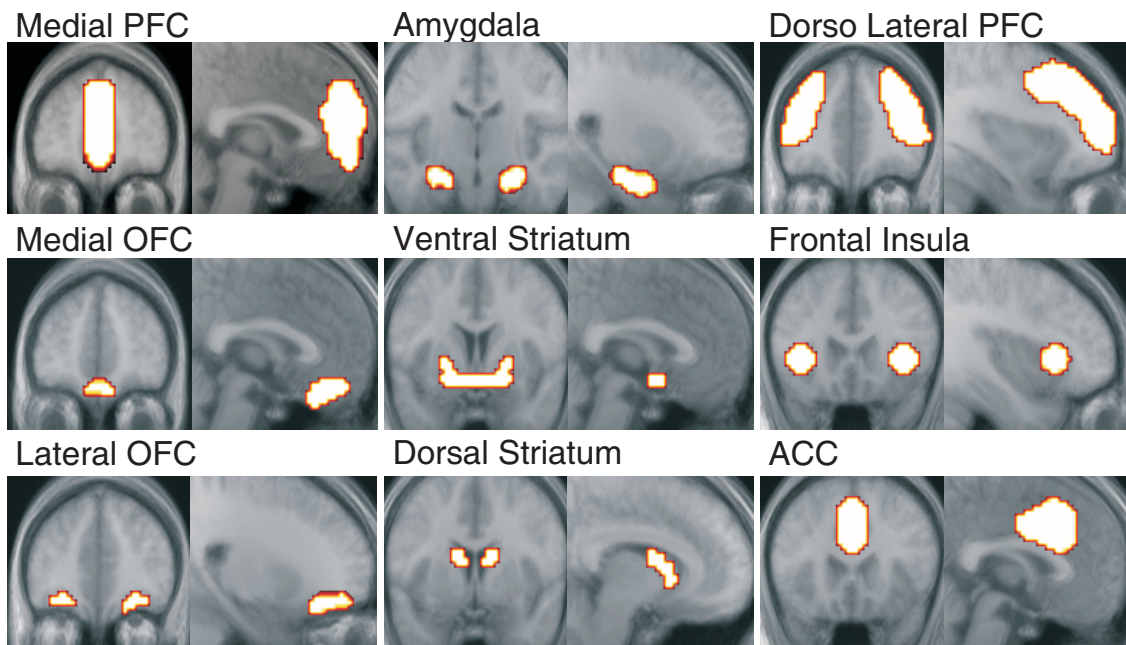 Medial PFC
Amygdala
Dorso Lateral PFC
Medial OFC
Ventral Striatum
Frontal Insula
Lateral OFC
Dorsal Striatum
ACC